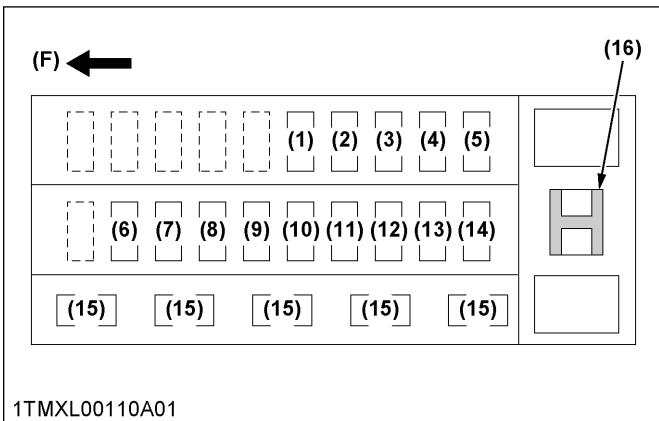 (16)
(F)
(1) (2) (3) (4) (5)
(6) (7) (8) (9) (10) (11) (12) (13) (14)
(15) (15) (15) (15) (15)
1TMXL00110A01